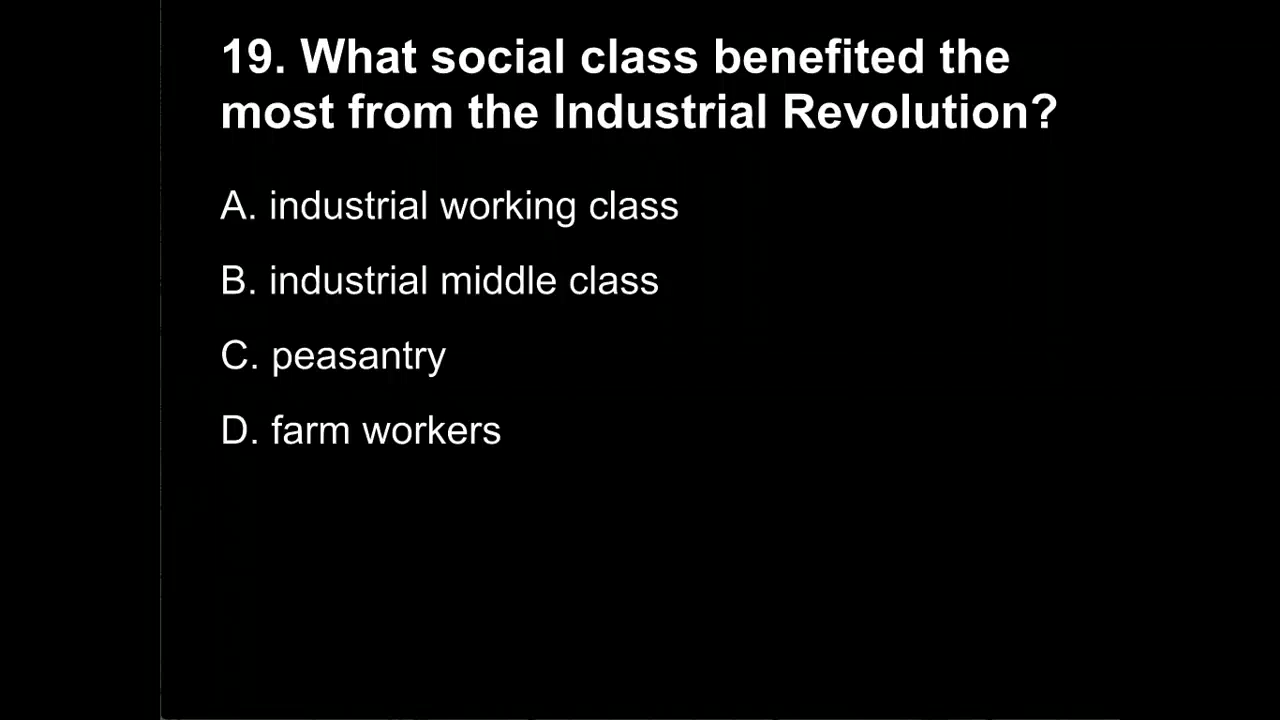 19. What social class benefited the
most from the Industrial Revolution?
A. industrial working class
B. industrial middle class
C. peasantry
D. farm workers